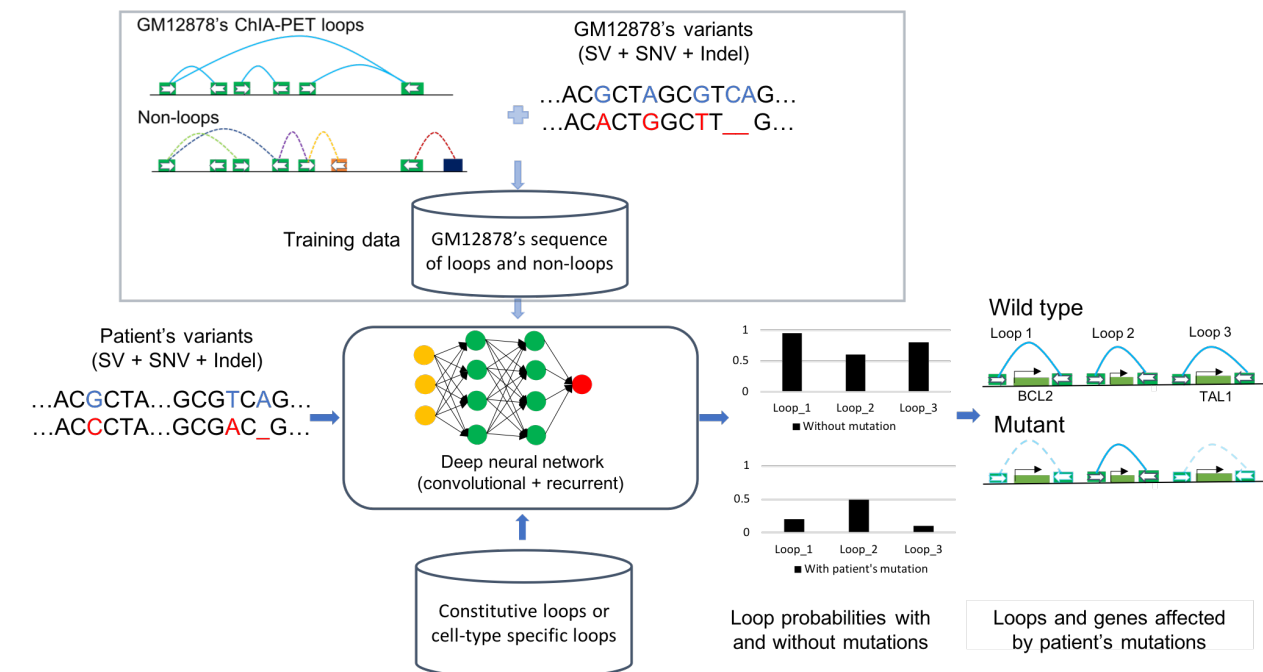 GM12878's ChIA-PET loops
Non-loops
GM12878's variants
(SV + SNV + Indel)
…ACGCTAGCGTCAG…
…ACACTGGCTT__ G…
Training data
GM12878's sequence
of loops and non-loops
Patient's variants
(SV + SNV + Indel)
…ACGCTA…GCGTCAG…
…ACCCTA…GCGAC_G…
Deep neural network
(convolutional + recurrent)
Constitutive loops or
cell-type specific loops
1
0.5
0
Loop_1 Loop_2 Loop_3
Without mutation
1
0.5
0
Loop_1 Loop_2 Loop_3
With patient's mutation
Loop probabilities with
and without mutations
Wild type
Loop 1 Loop 2 Loop 3
BCL2 TAL1
Mutant
Loops and genes affected
by patient's mutations